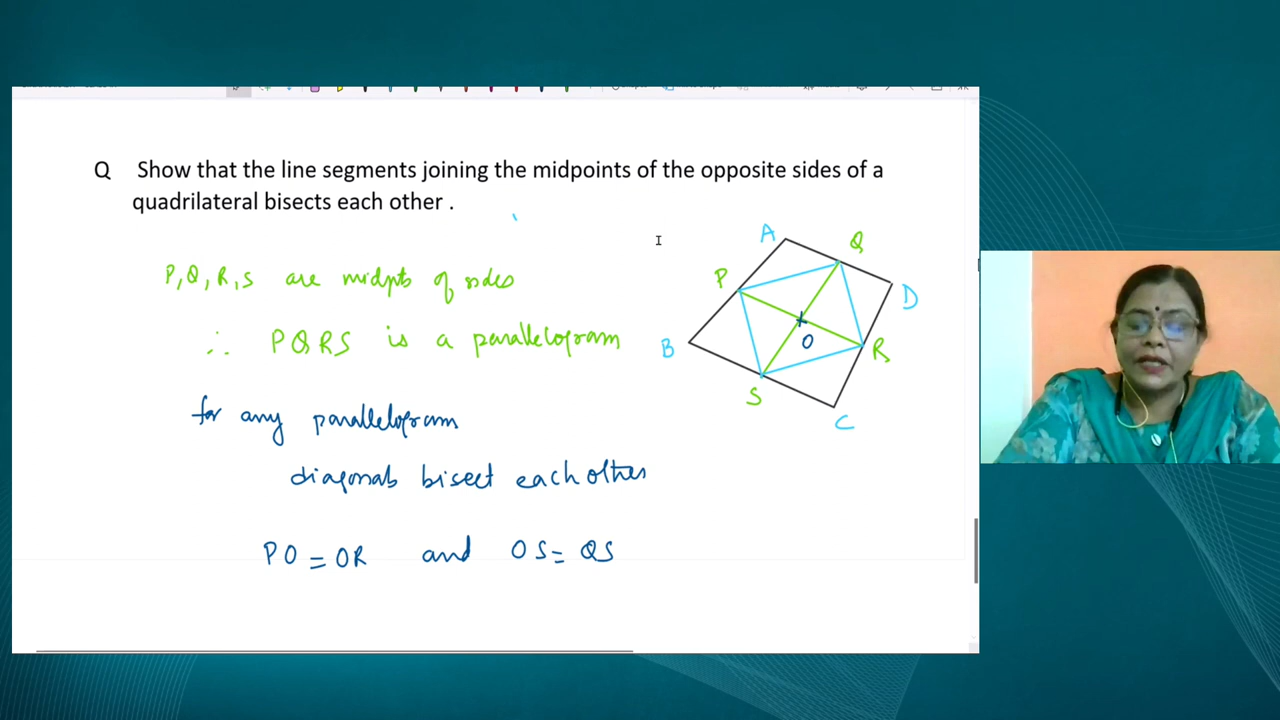 Q Show that the line segments joining the midpoints of the opposite sides of a
quadrilateral bisects each other .
P, Q, R, S are midpts of sides
∴ PQRS is a parallelogram
for any parallelogram
diagonals bisect each other
PO = OR and OS = QS
A
Q
P
D
O
B
R
S
C